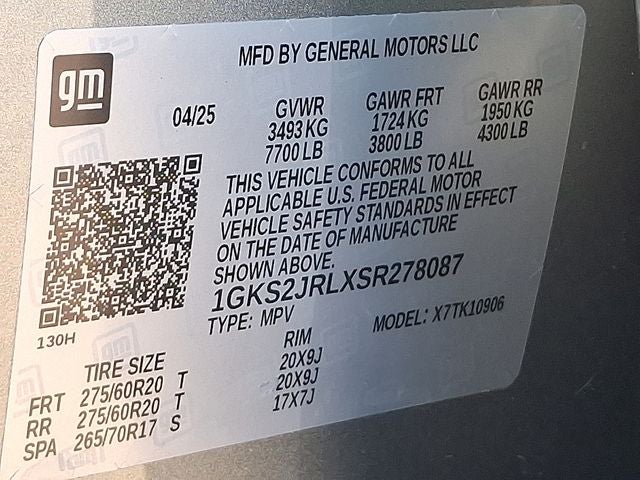 MFD BY GENERAL MOTORS LLC
gm
04/25
GVWR GAWR FRT GAWR RR
3493 KG 1724 KG 1950 KG
7700 LB 3800 LB 4300 LB
THIS VEHICLE CONFORMS TO ALL
APPLICABLE U.S. FEDERAL MOTOR
VEHICLE SAFETY STANDARDS IN EFFECT
ON THE DATE OF MANUFACTURE
SHOWN ABOVE.
1GKS2JRLXSR278087
TYPE: MPV MODEL: X7TK10906
130H
TIRE SIZE RIM
FRT 275/60R20 T 20X9J
RR 275/60R20 T 20X9J
SPA 265/70R17 S 17X7J